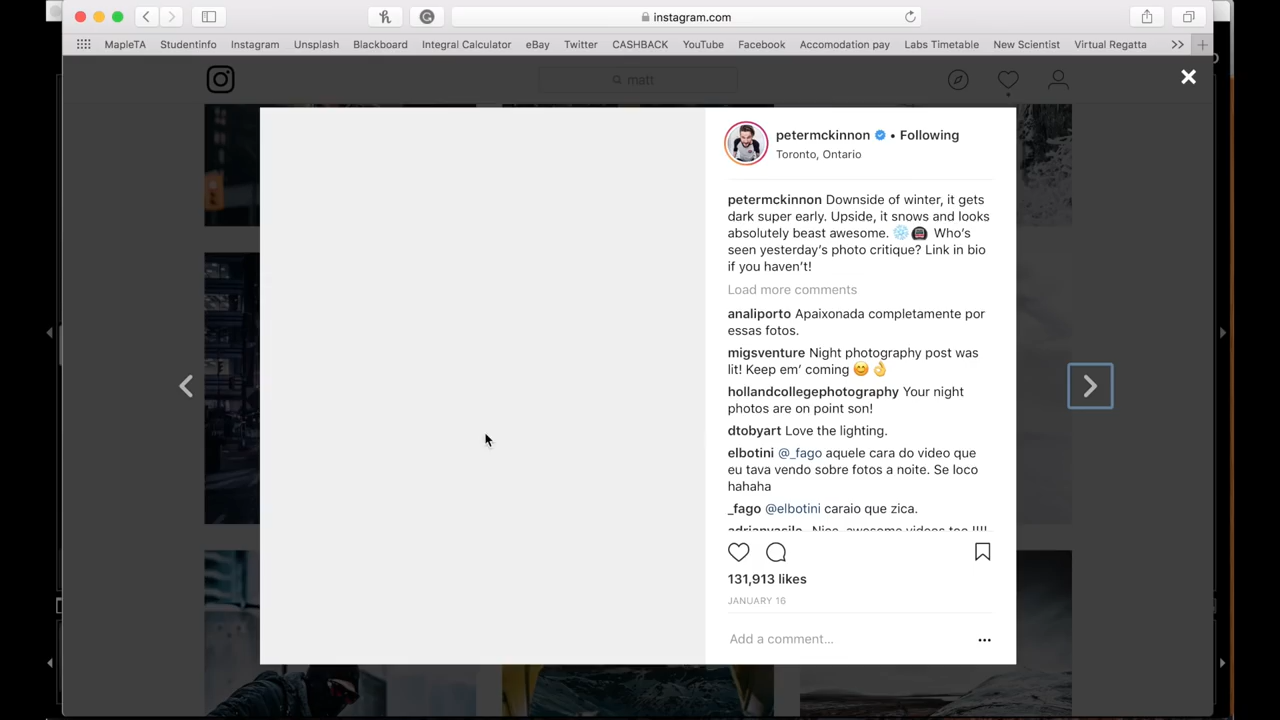 instagram.com
MapleTA Studentinfo Instagram Unsplash Blackboard Integral Calculator eBay Twitter CASHBACK YouTube Facebook Accomodation pay Labs Timetable New Scientist Virtual Regatta
matt
petermckinnon • Following
Toronto, Ontario
petermckinnon Downside of winter, it gets
dark super early. Upside, it snows and looks
absolutely beast awesome. ❄️🚇 Who's
seen yesterday's photo critique? Link in bio
if you haven't!
Load more comments
analiporto Apaixonada completamente por
essas fotos.
migsventure Night photography post was
lit! Keep em' coming 😊👌
hollandcollegephotography Your night
photos are on point son!
dtobyart Love the lighting.
elbotini @_fago aquele cara do video que
eu tava vendo sobre fotos a noite. Se loco
hahaha
_fago @elbotini caraio que zica.
131,913 likes
JANUARY 16
Add a comment...